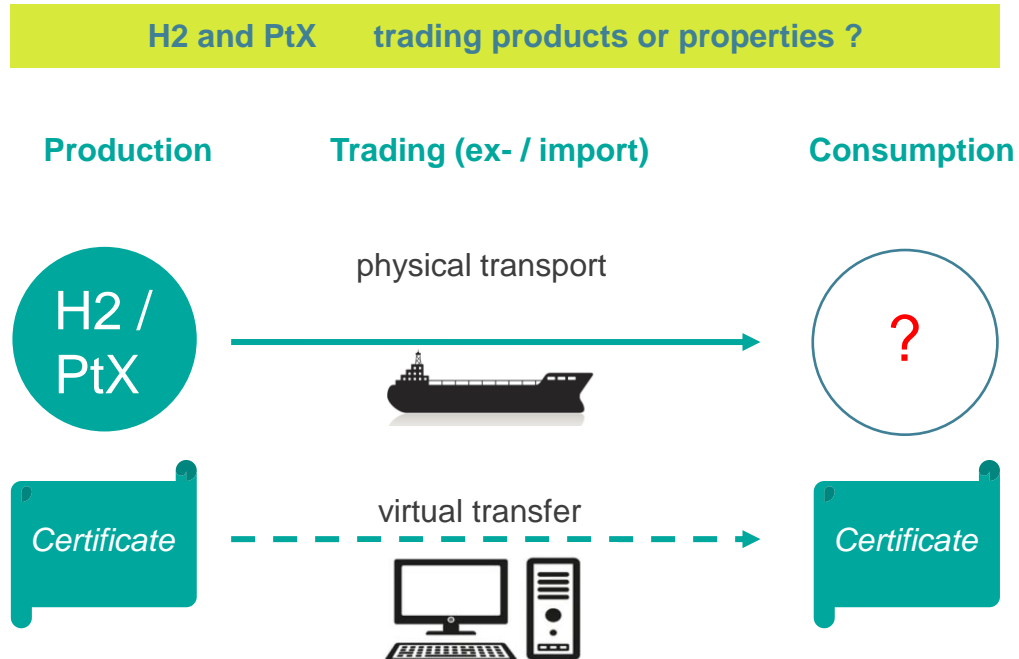 H2 and PtX trading products or properties ?
Production Trading (ex- / import) Consumption
physical transport
H2 /
PtX
?
virtual transfer
Certificate
Certificate